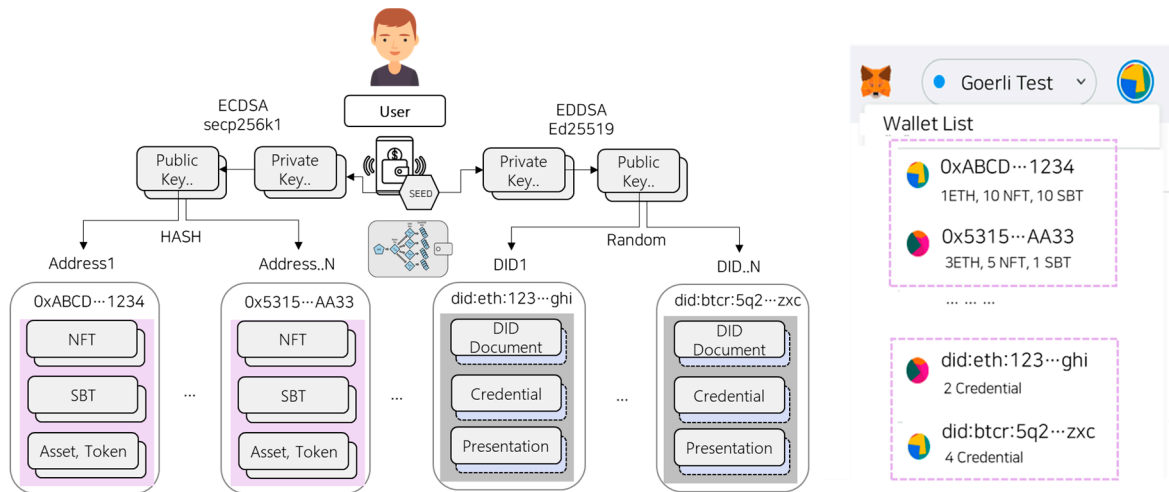 User
ECDSA
secp256k1
EDDSA
Ed25519
Public
Key..
Private
Key..
$
SEED
Private
Key..
Public
Key..
HASH
Random
Address1
Address..N
DID1
DID..N
0xABCD…1234
NFT
SBT
Asset, Token
...
0x5315…AA33
NFT
SBT
Asset, Token
...
did:eth:123…ghi
DID
Document
Credential
Presentation
...
did:btcr:5q2…zxc
DID
Document
Credential
Presentation
Goerli Test
Wallet List
0xABCD…1234
1ETH, 10 NFT, 10 SBT
0x5315…AA33
3ETH, 5 NFT, 1 SBT
... ... ...
did:eth:123…ghi
2 Credential
did:btcr:5q2…zxc
4 Credential